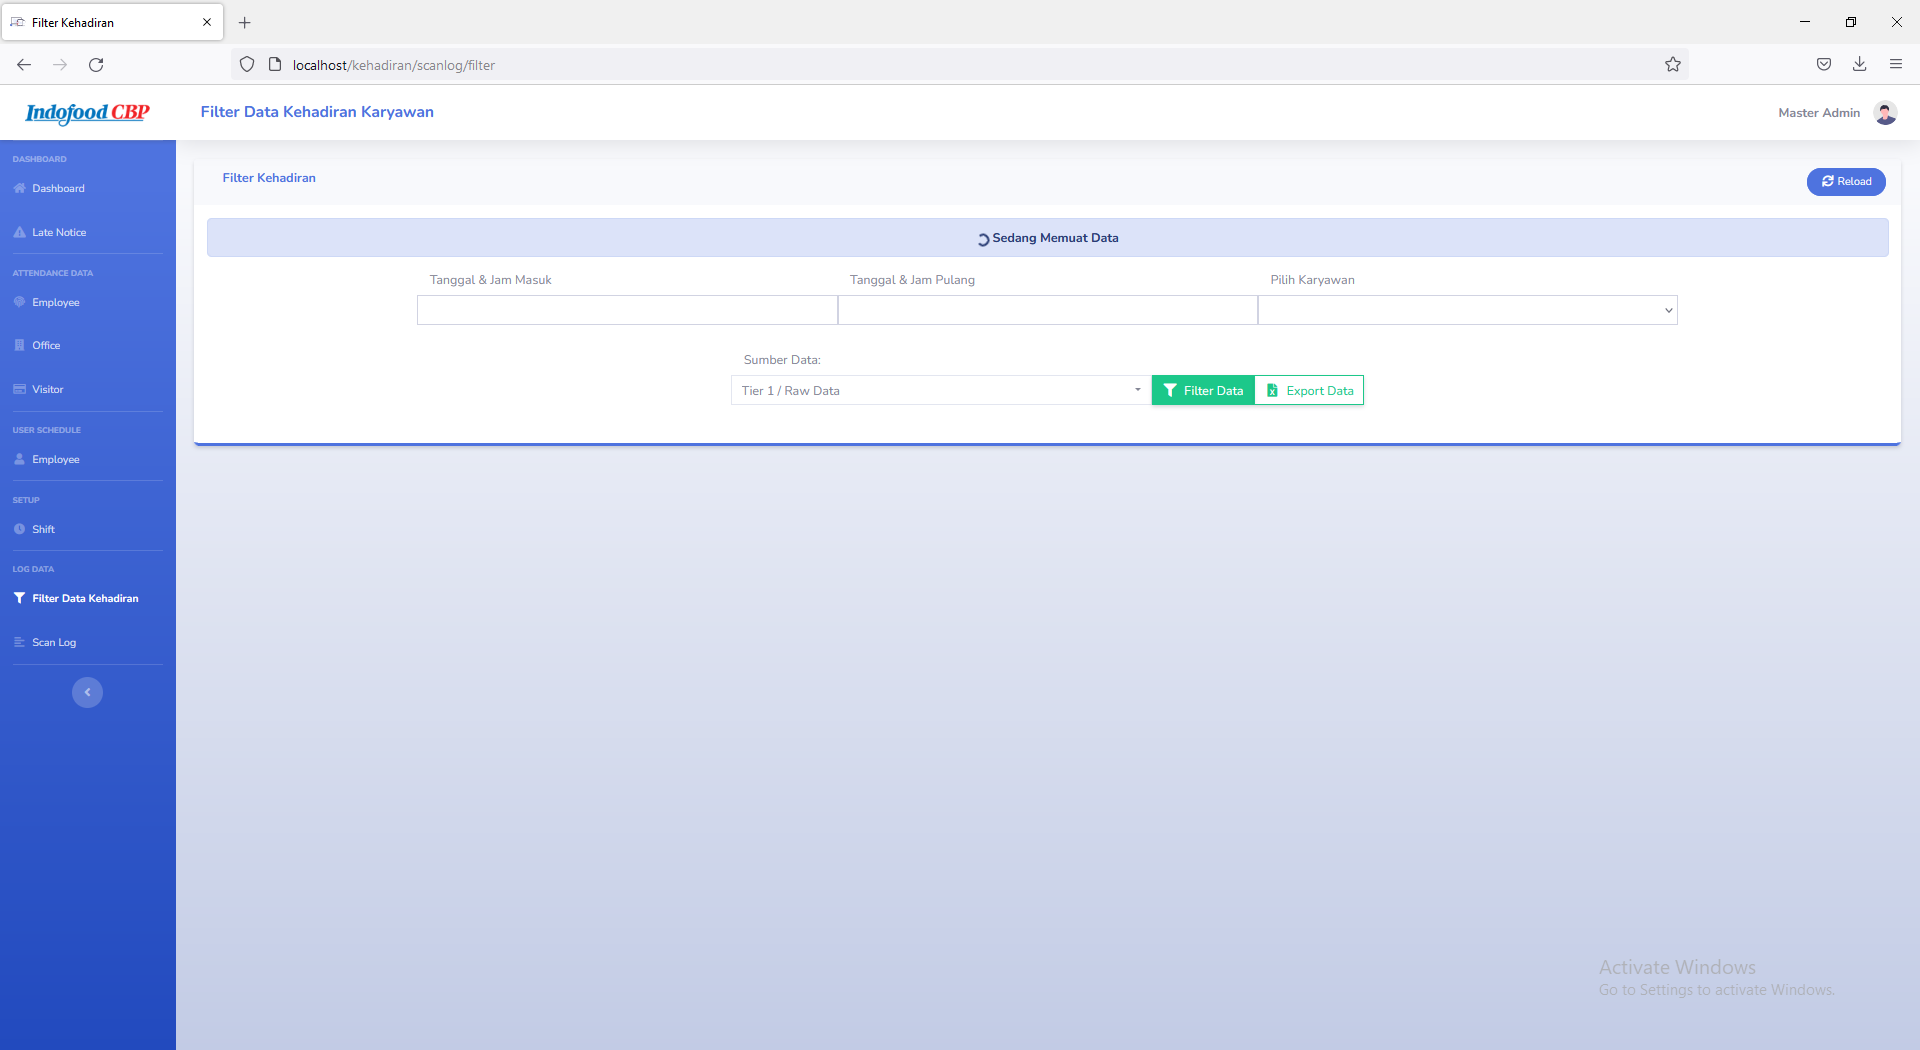 Filter Kehadiran
localhost/kehadiran/scanlog/filter
Indofood CBP
Filter Data Kehadiran Karyawan
Master Admin
DASHBOARD
Dashboard
Late Notice
ATTENDANCE DATA
Employee
Office
Visitor
USER SCHEDULE
Employee
SETUP
Shift
LOG DATA
Filter Data Kehadiran
Scan Log
Filter Kehadiran
Reload
Sedang Memuat Data
Tanggal & Jam Masuk
Tanggal & Jam Pulang
Pilih Karyawan
Sumber Data:
Tier 1 / Raw Data
Filter Data
Export Data
Activate Windows
Go to Settings to activate Windows.